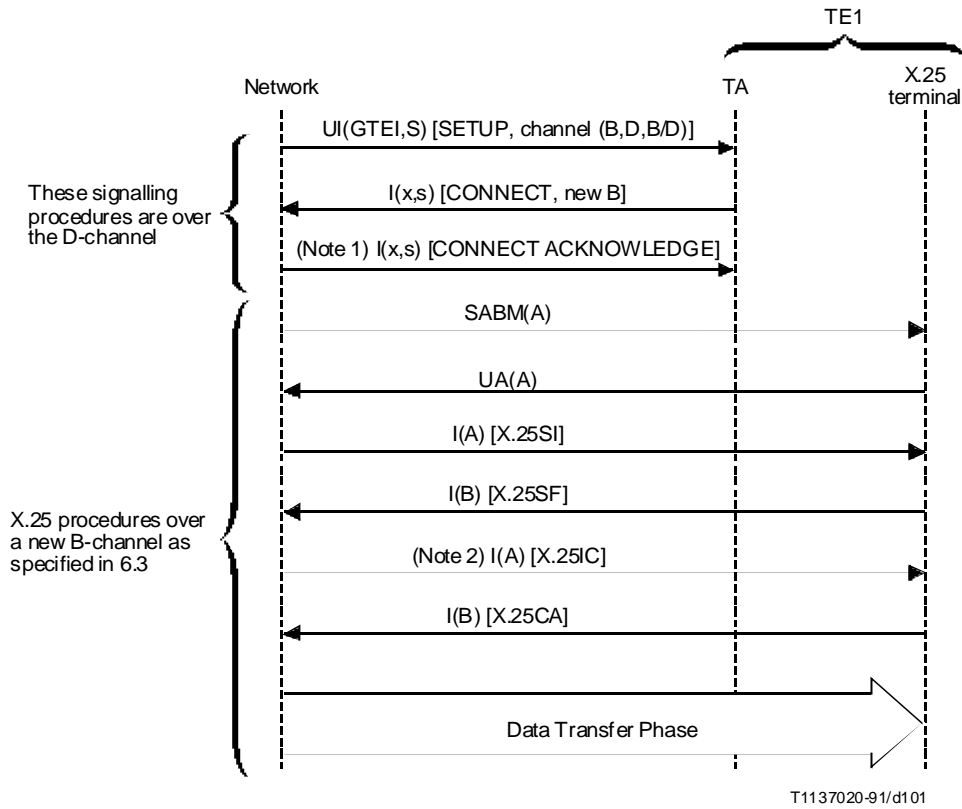 TE1
Network
TA
X.25
terminal
UI(GTEI,S) [SETUP, channel (B,D,B/D)]
These signalling
procedures are over
the D-channel
I(x,s) [CONNECT, new B]
(Note 1) I(x,s) [CONNECT ACKNOWLEDGE]
SABM(A)
UA(A)
I(A) [X.25SI]
I(B) [X.25SF]
X.25 procedures over
a new B-channel as
specified in 6.3
(Note 2) I(A) [X.25IC]
I(B) [X.25CA]
Data Transfer Phase
T1137020-91/d101